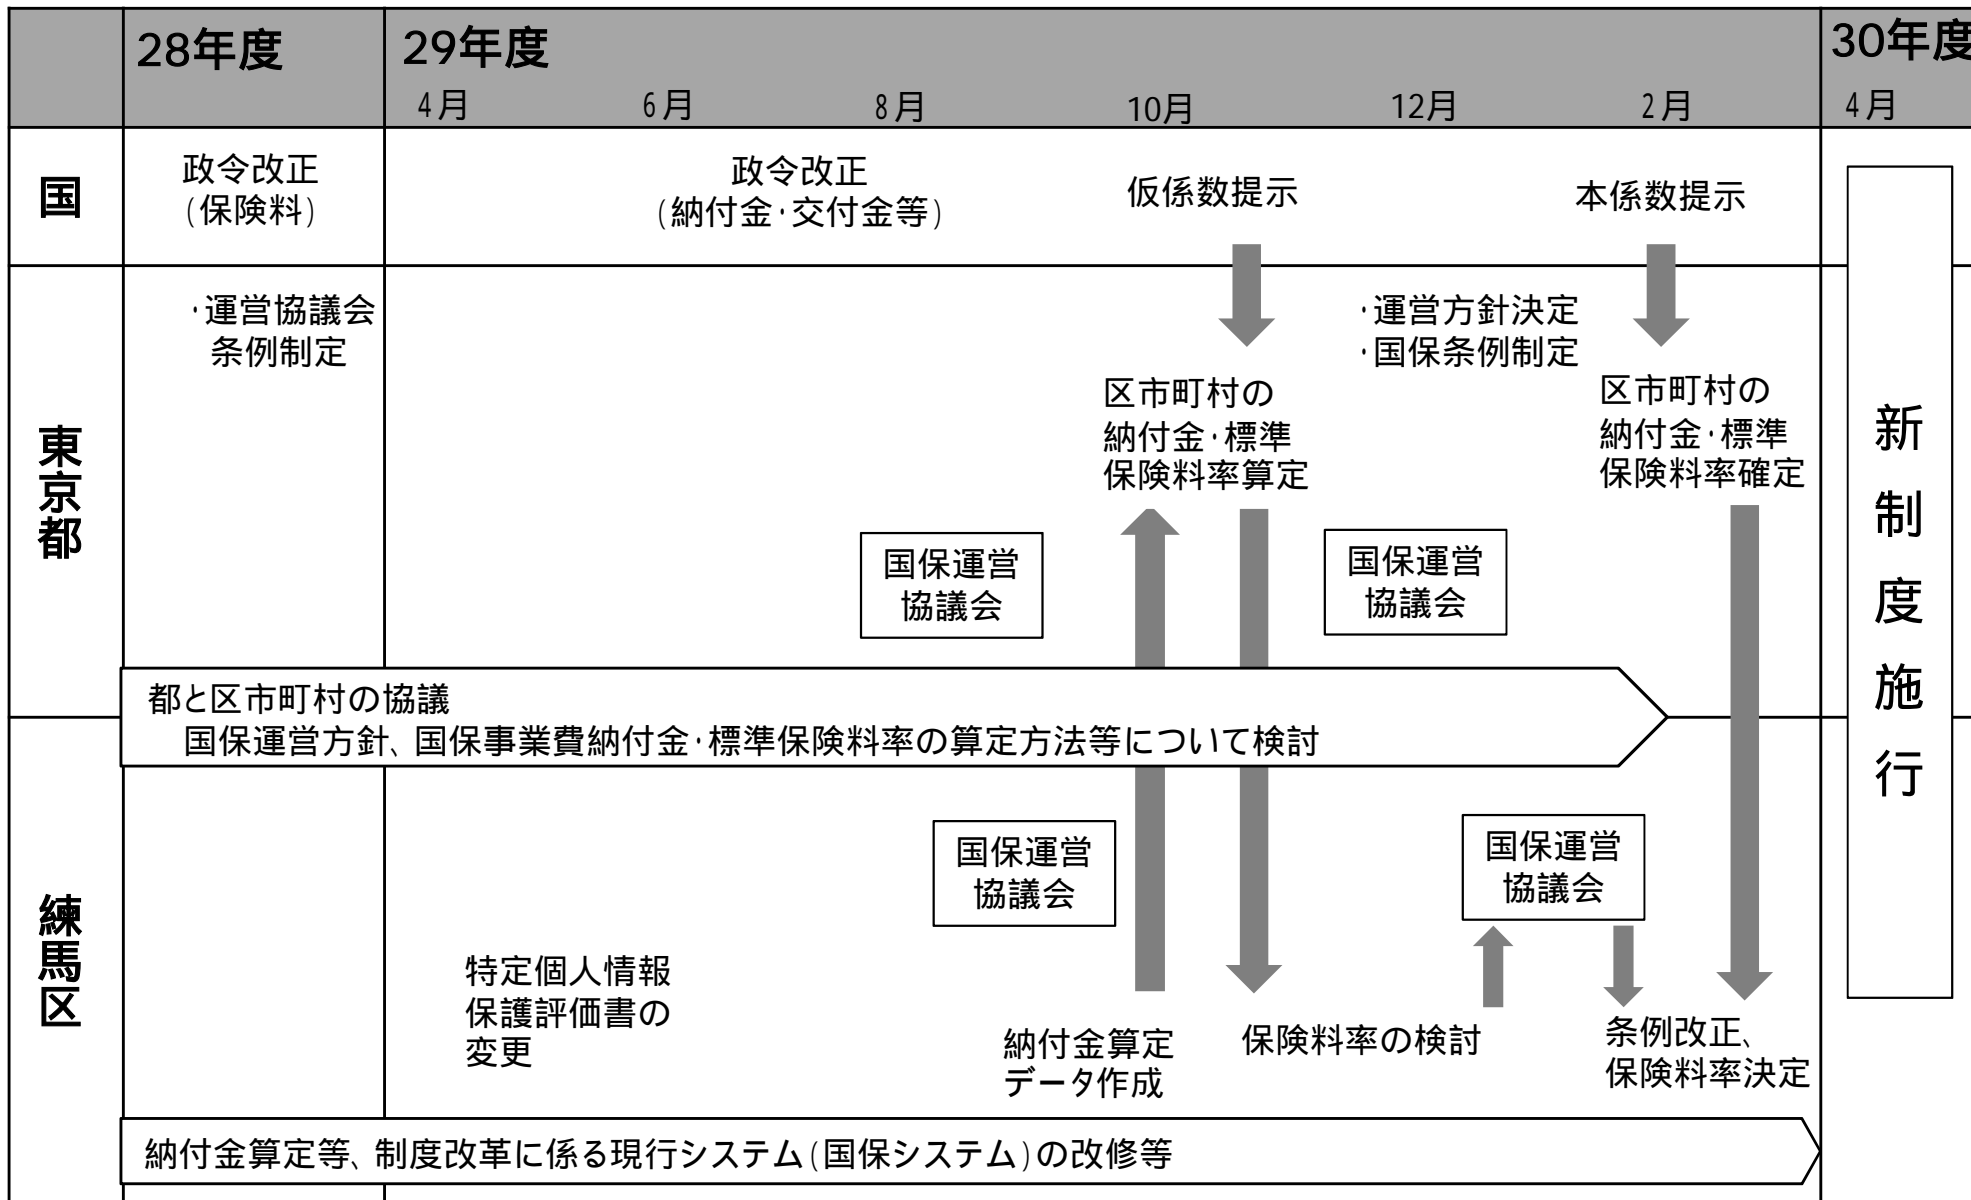 28年度
29年度
30年度
4月
6月
8月
10月
12月
2月
4月
国
政令改正
(保険料)
政令改正
(納付金・交付金等)
仮係数提示
本係数提示
東京都
・運営協議会
条例制定
・運営方針決定
・国保条例制定
区市町村の
納付金・標準
保険料率算定
区市町村の
納付金・標準
保険料率確定
国保運営
協議会
国保運営
協議会
都と区市町村の協議
国保運営方針、国保事業費納付金・標準保険料率の算定方法等について検討
練馬区
国保運営
協議会
国保運営
協議会
特定個人情報
保護評価書の
変更
納付金算定
データ作成
保険料率の検討
条例改正、
保険料率決定
納付金算定等、制度改革に係る現行システム(国保システム)の改修等
新制度施行